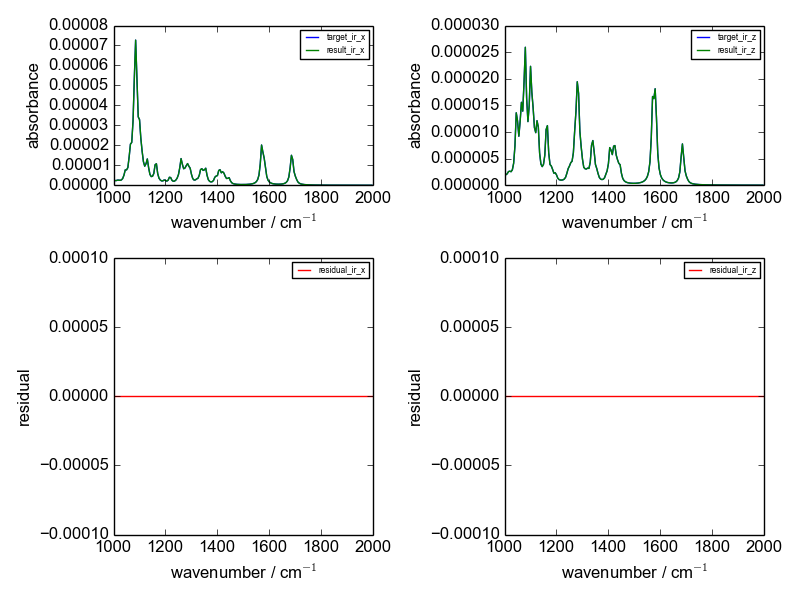 0.00008
0.00007
0.00006
0.00005
0.00004
0.00003
0.00002
0.00001
0.00000
absorbance
target_ir_x
result_ir_x
1000 1200 1400 1600 1800 2000
wavenumber / cm⁻¹
0.000030
0.000025
0.000020
0.000015
0.000010
0.000005
0.000000
absorbance
target_ir_z
result_ir_z
1000 1200 1400 1600 1800 2000
wavenumber / cm⁻¹
0.00010
0.00005
0.00000
−0.00005
−0.00010
residual
residual_ir_x
1000 1200 1400 1600 1800 2000
wavenumber / cm⁻¹
0.00010
0.00005
0.00000
−0.00005
−0.00010
residual
residual_ir_z
1000 1200 1400 1600 1800 2000
wavenumber / cm⁻¹